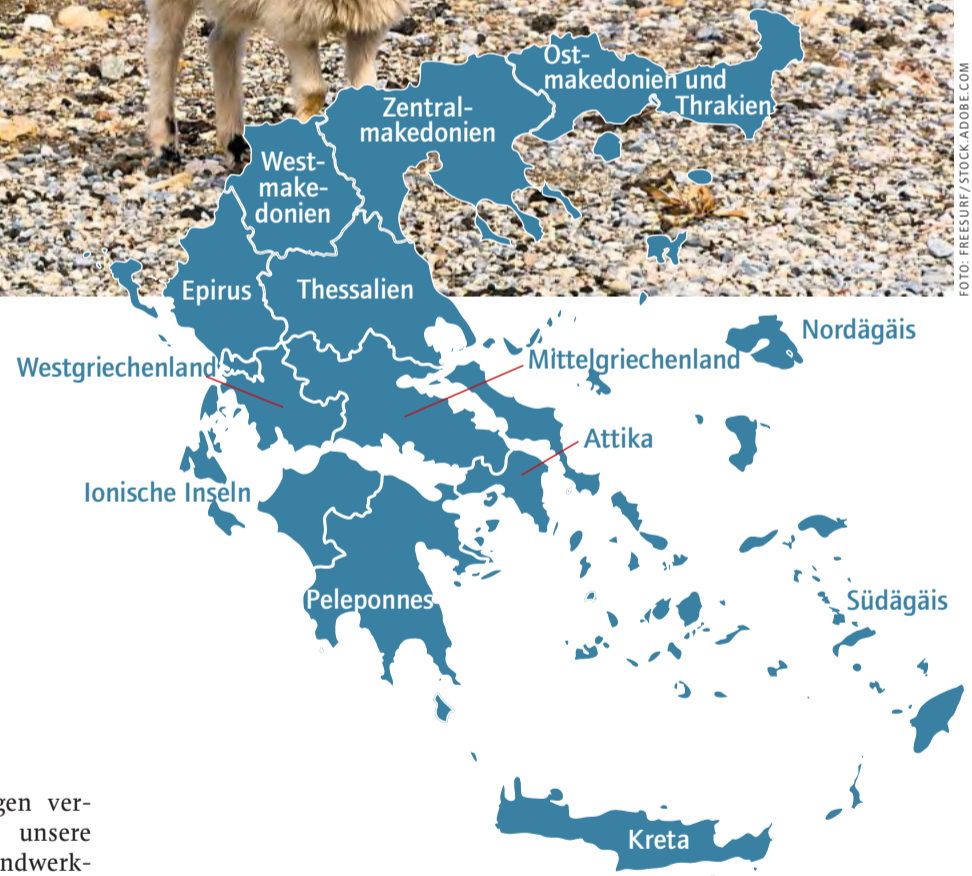 Ost-
makedonien und
Thrakien
Zentral-
makedonien
West-
make-
donien
Epirus
Thessalien
Westgriechenland
Mittelgriechenland
Nordägäis
Attika
Ionische Inseln
Peleponnes
Südägäis
Kreta
gen ver-
unsere
ndwerk-
FOTO: FREESURF/STOCK.ADOBE.COM